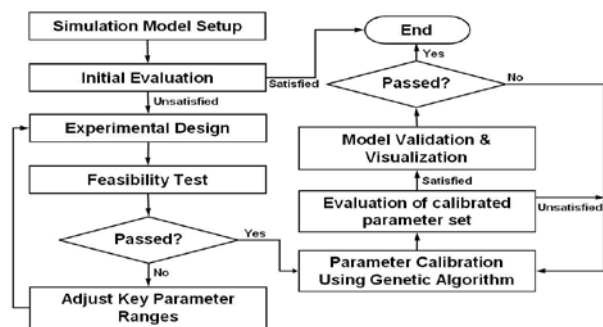 Simulation Model Setup
Initial Evaluation
Satisfied
Unsatisfied
Experimental Design
Feasibility Test
Passed?
Yes
No
Adjust Key Parameter
Ranges
End
Yes
Passed?
No
Model Validation &
Visualization
Satisfied
Evaluation of calibrated
parameter set
Unsatisfied
Parameter Calibration
Using Genetic Algorithm